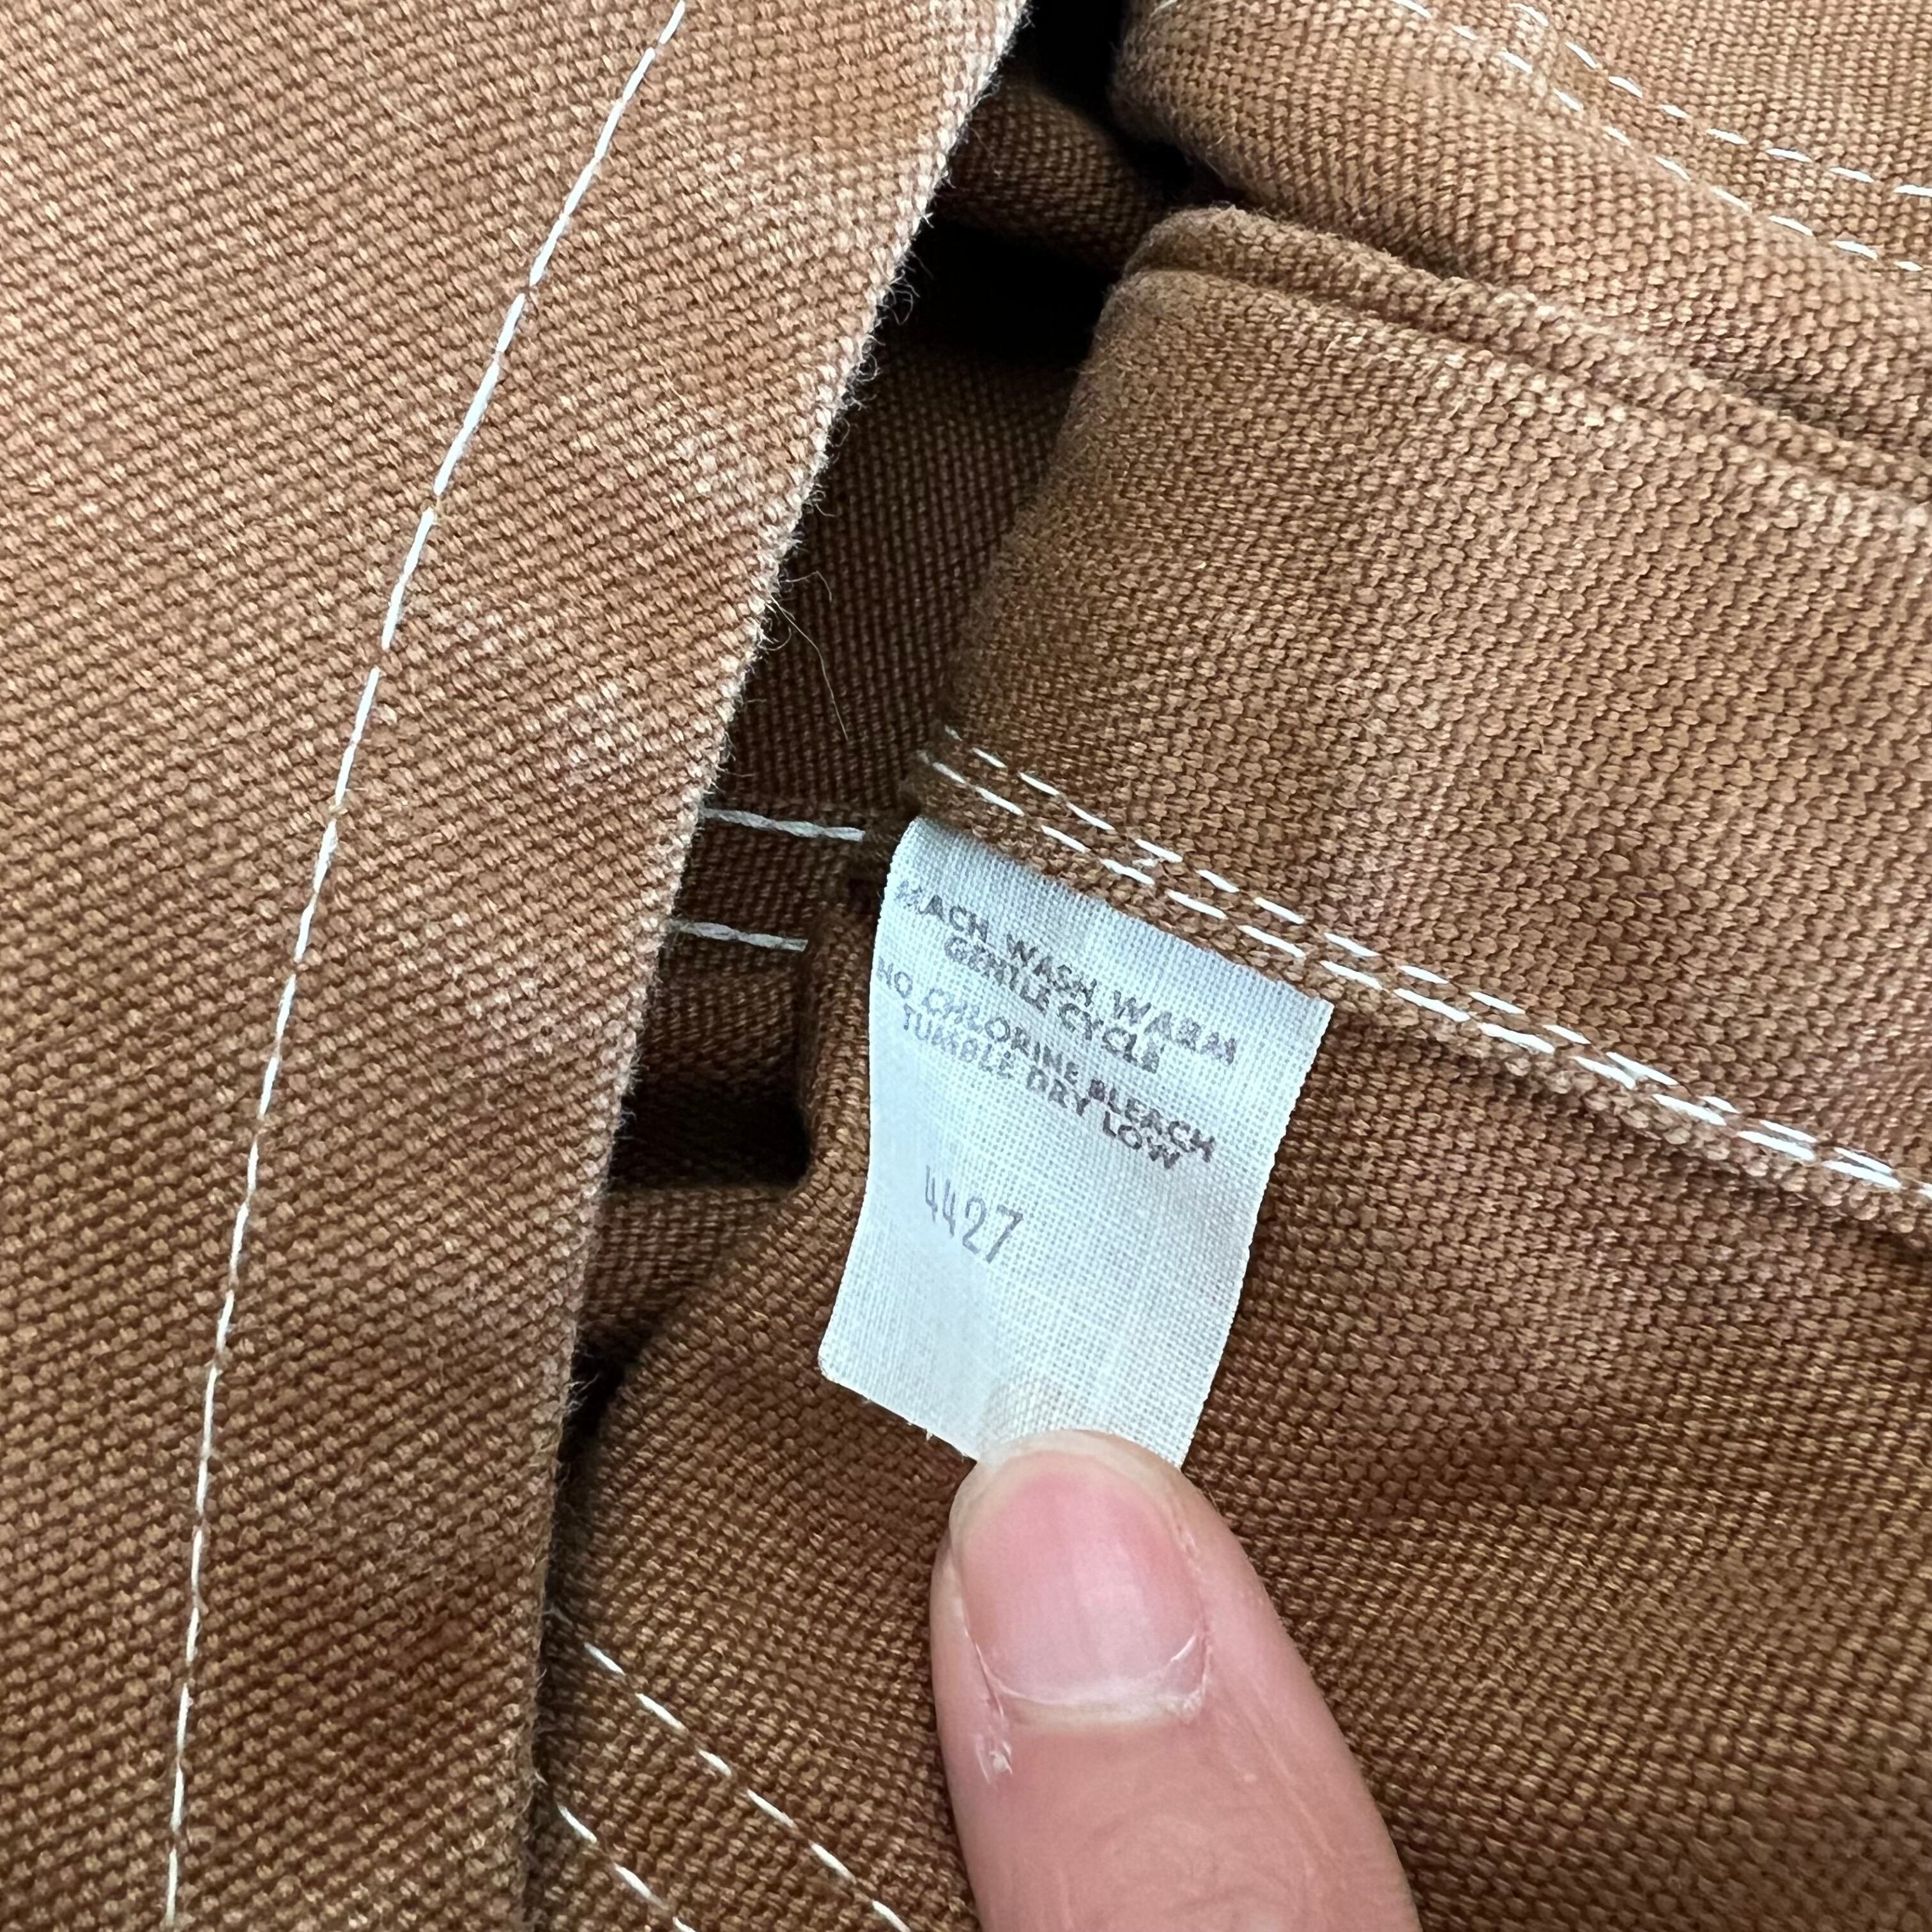 MACH WASH WARM
GENTLE CYCLE
NO CHLORINE BLEACH
TUMBLE DRY LOW
4427